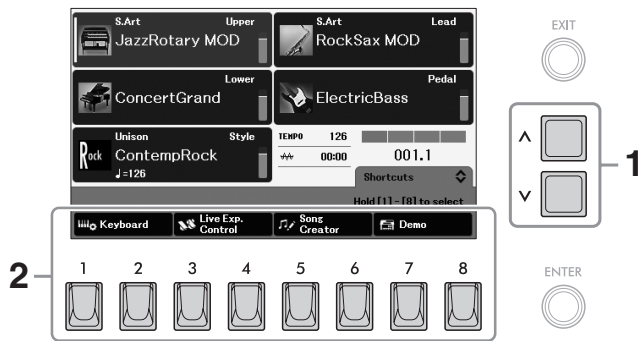 S.Art Upper
JazzRotary MOD
S.Art Lead
RockSax MOD
Lower
ConcertGrand
Pedal
ElectricBass
Unison Style
Rock
ContempRock
♩=126
TEMPO 126
00:00
001.1
Shortcuts
Hold [1]-[8] to select
Keyboard
Live Exp.
Control
Song
Creator
Demo
1 2 3 4 5 6 7 8
2
EXIT
1
ENTER